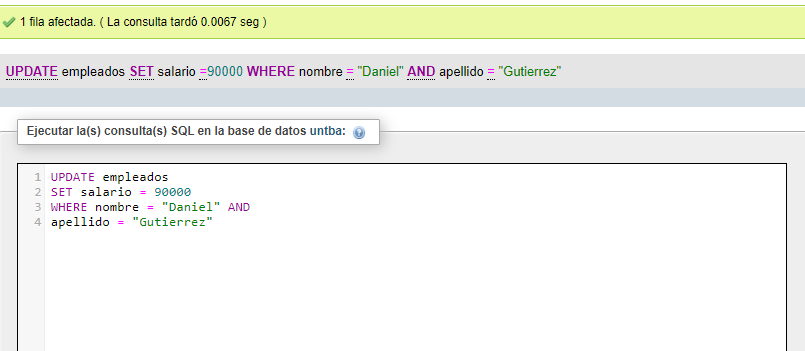 1 fila afectada. ( La consulta tardó 0.0067 seg )
UPDATE empleados SET salario =90000 WHERE nombre = "Daniel" AND apellido = "Gutierrez"
Ejecutar la(s) consulta(s) SQL en la base de datos untba:
1 UPDATE empleados
2 SET salario = 90000
3 WHERE nombre = "Daniel" AND
4 apellido = "Gutierrez"